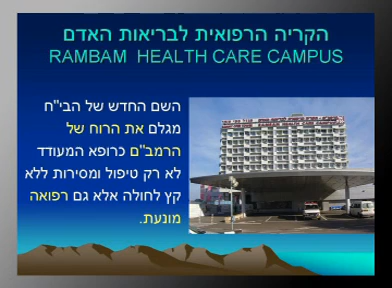 הקריה הרפואית לבריאות האדם
RAMBAM HEALTH CARE CAMPUS
השם החדש של הבי"ח
מגלם את הרוח של
הרמב"ם כרופא המעודד
לא רק טיפול ומסירות ללא
קץ לחולה אלא גם רפואה
מונעת.